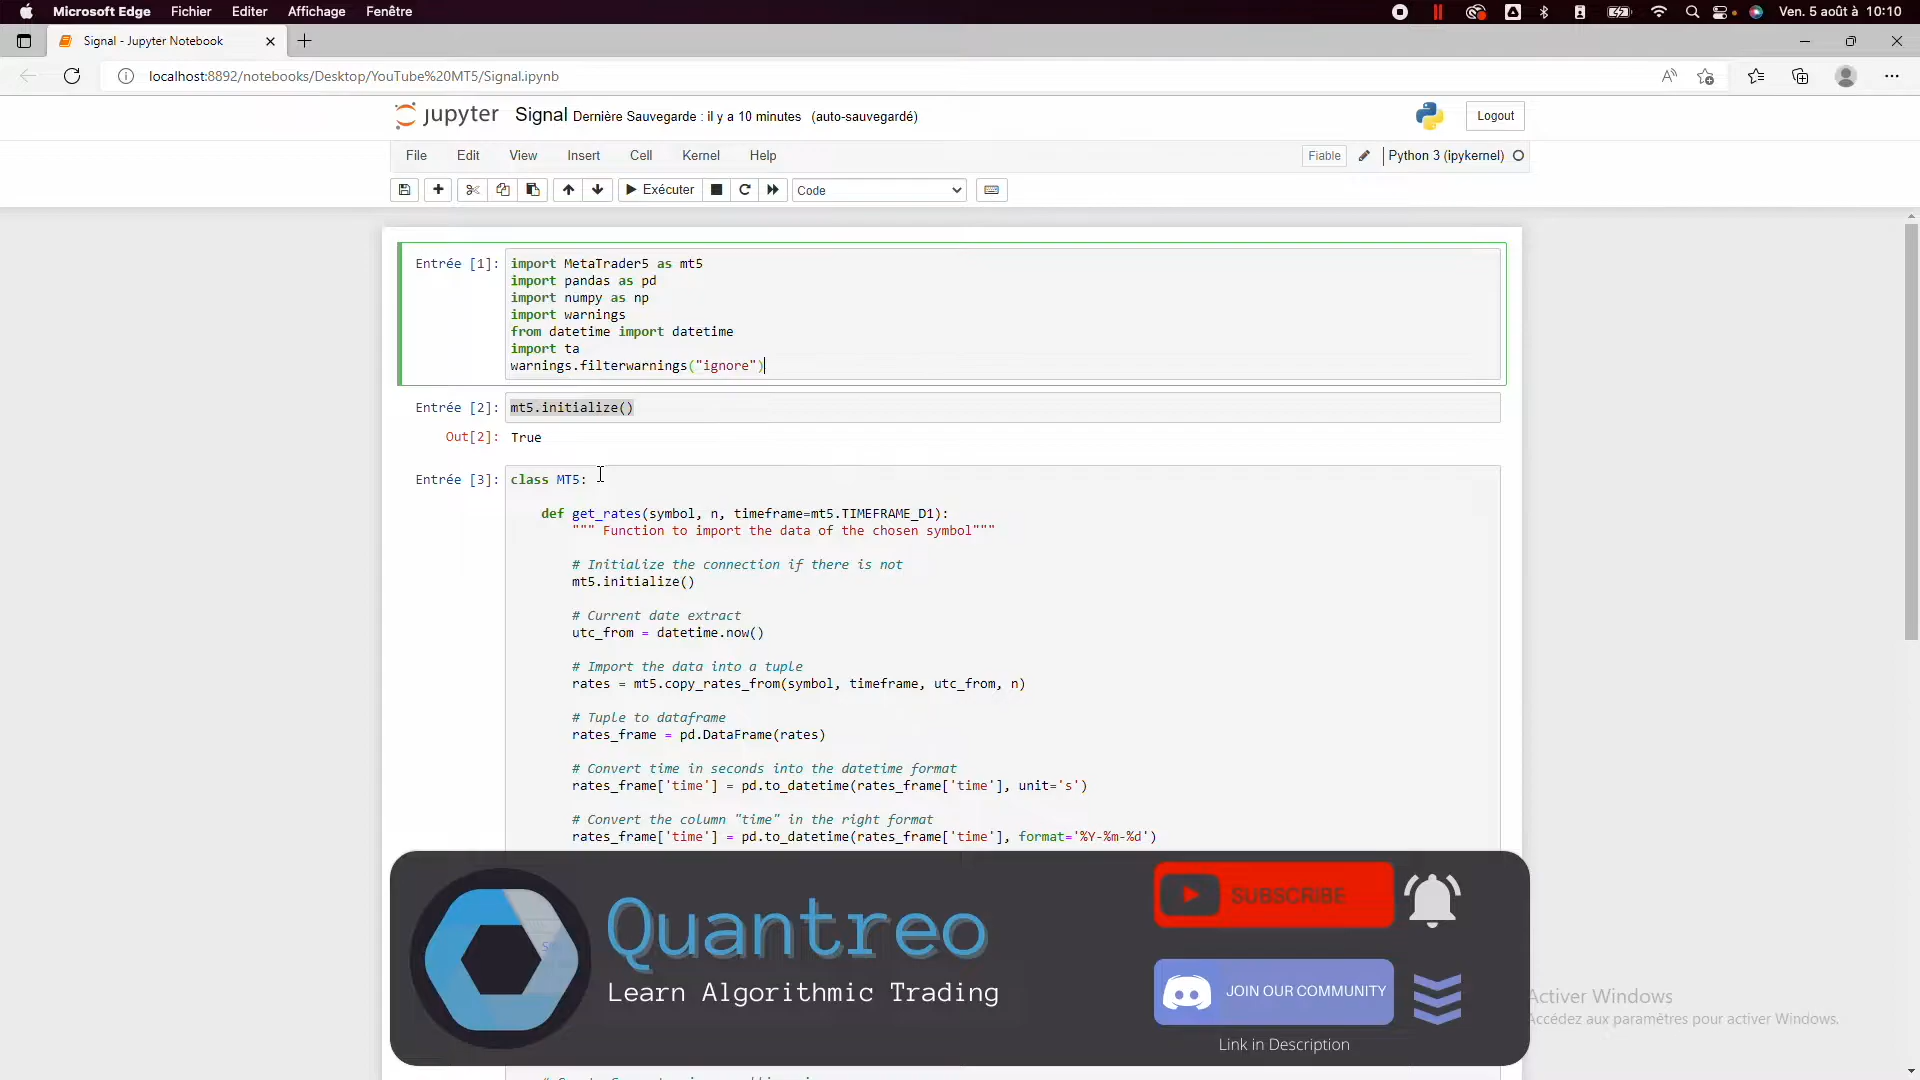 Microsoft Edge Fichier Editer Affichage Fenêtre Ven. 5 août à 10:10
Signal - Jupyter Notebook
localhost:8892/notebooks/Desktop/YouTube%20MT5/Signal.ipynb
jupyter Signal Dernière Sauvegarde : il y a 10 minutes (auto-sauvegardé) Logout
File Edit View Insert Cell Kernel Help Fiable Python 3 (ipykernel)
Exécuter Code
Entrée [1]: import MetaTrader5 as mt5
import pandas as pd
import numpy as np
import warnings
from datetime import datetime
import ta
warnings.filterwarnings("ignore")
Entrée [2]: mt5.initialize()
Out[2]: True
Entrée [3]: class MT5:
def get_rates(symbol, n, timeframe=mt5.TIMEFRAME_D1):
""" Function to import the data of the chosen symbol"""
# Initialize the connection if there is not
mt5.initialize()
# Current date extract
utc_from = datetime.now()
# Import the data into a tuple
rates = mt5.copy_rates_from(symbol, timeframe, utc_from, n)
# Tuple to dataframe
rates_frame = pd.DataFrame(rates)
# Convert time in seconds into the datetime format
rates_frame['time'] = pd.to_datetime(rates_frame['time'], unit='s')
# Convert the column "time" in the right format
rates_frame['time'] = pd.to_datetime(rates_frame['time'], format='%Y-%m-%d')
Quantreo
Learn Algorithmic Trading
SUBSCRIBE
JOIN OUR COMMUNITY
Link in Description
Activer Windows
Accédez aux paramètres pour activer Windows.